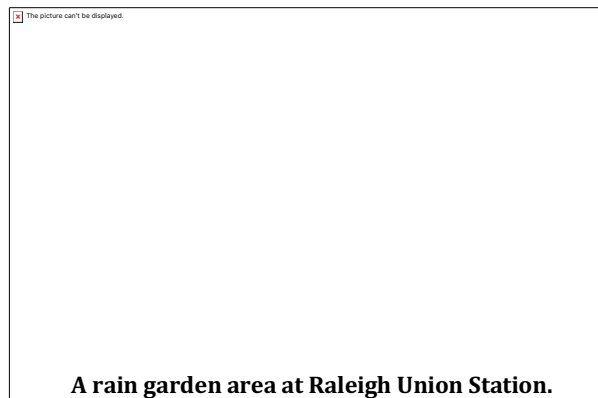 The picture can't be displayed.
A rain garden area at Raleigh Union Station.